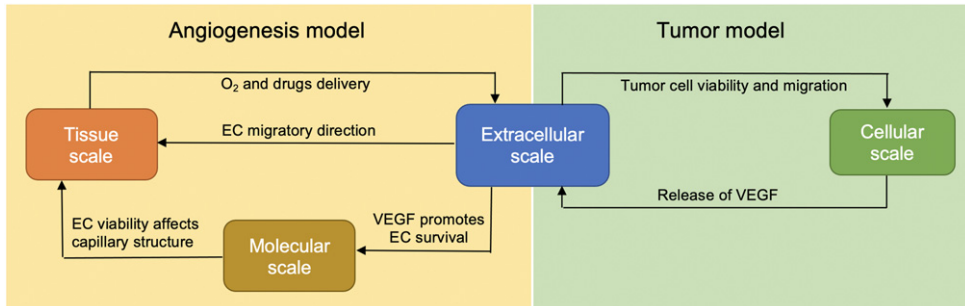 Angiogenesis model
Tumor model
O₂ and drugs delivery
Tumor cell viability and migration
Tissue
scale
EC migratory direction
Extracellular
scale
Cellular
scale
Release of VEGF
EC viability affects
capillary structure
VEGF promotes
EC survival
Molecular
scale